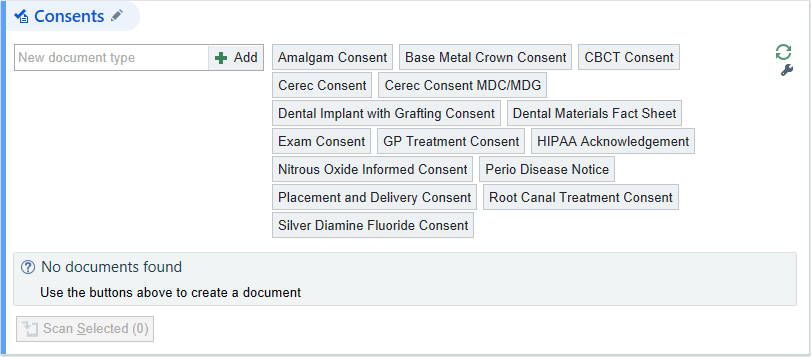 Consents
New document type Add Amalgam Consent Base Metal Crown Consent CBCT Consent
Cerec Consent Cerec Consent MDC/MDG
Dental Implant with Grafting Consent Dental Materials Fact Sheet
Exam Consent GP Treatment Consent HIPAA Acknowledgement
Nitrous Oxide Informed Consent Perio Disease Notice
Placement and Delivery Consent Root Canal Treatment Consent
Silver Diamine Fluoride Consent
No documents found
Use the buttons above to create a document
Scan Selected (0)